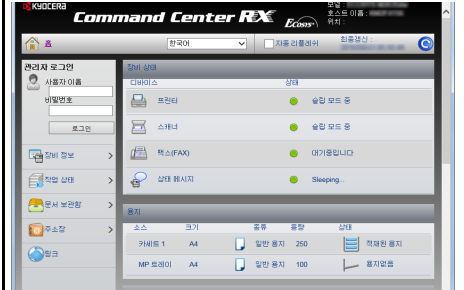 KYOCERA
Command Center RX
Ecosys
모델 :
호스트 이름 :
위치 :
한국어
자동 리플레쉬
최종갱신 :
관리자 로그인
사용자 이름
비밀번호
로그인
장비 정보
작업 상태
문서 보관함
주소장
링크
장비 상태
디바이스 상태
프린터 슬립 모드 중
스캐너 슬립 모드 중
팩스(FAX) 대기중입니다
상태 메시지 Sleeping...
용지
소스 크기 종류 용량 상태
카세트 1 A4 일반 용지 250 적재된 용지
MP 트레이 A4 일반 용지 100 용지없음